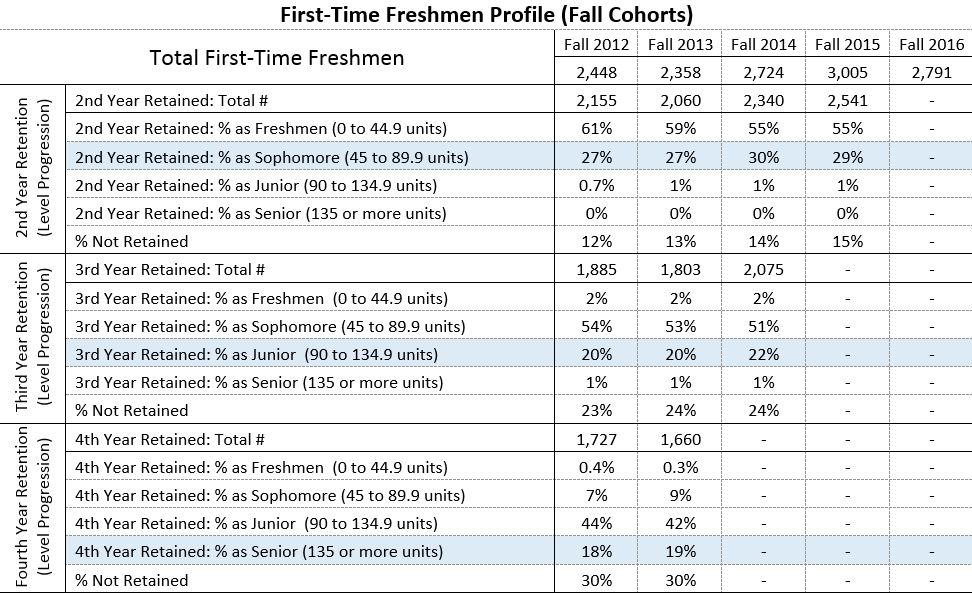 First-Time Freshmen Profile (Fall Cohorts)
Total First-Time Freshmen Fall 2012 Fall 2013 Fall 2014 Fall 2015 Fall 2016
2,448 2,358 2,724 3,005 2,791
2nd Year Retention
(Level Progression)
2nd Year Retained: Total # 2,155 2,060 2,340 2,541 -
2nd Year Retained: % as Freshmen (0 to 44.9 units) 61% 59% 55% 55% -
2nd Year Retained: % as Sophomore (45 to 89.9 units) 27% 27% 30% 29% -
2nd Year Retained: % as Junior (90 to 134.9 units) 0.7% 1% 1% 1% -
2nd Year Retained: % as Senior (135 or more units) 0% 0% 0% 0% -
% Not Retained 12% 13% 14% 15% -
Third Year Retention
(Level Progression)
3rd Year Retained: Total # 1,885 1,803 2,075 - -
3rd Year Retained: % as Freshmen (0 to 44.9 units) 2% 2% 2% - -
3rd Year Retained: % as Sophomore (45 to 89.9 units) 54% 53% 51% - -
3rd Year Retained: % as Junior (90 to 134.9 units) 20% 20% 22% - -
3rd Year Retained: % as Senior (135 or more units) 1% 1% 1% - -
% Not Retained 23% 24% 24% - -
Fourth Year Retention
(Level Progression)
4th Year Retained: Total # 1,727 1,660 - - -
4th Year Retained: % as Freshmen (0 to 44.9 units) 0.4% 0.3% - - -
4th Year Retained: % as Sophomore (45 to 89.9 units) 7% 9% - - -
4th Year Retained: % as Junior (90 to 134.9 units) 44% 42% - - -
4th Year Retained: % as Senior (135 or more units) 18% 19% - - -
% Not Retained 30% 30% - - -